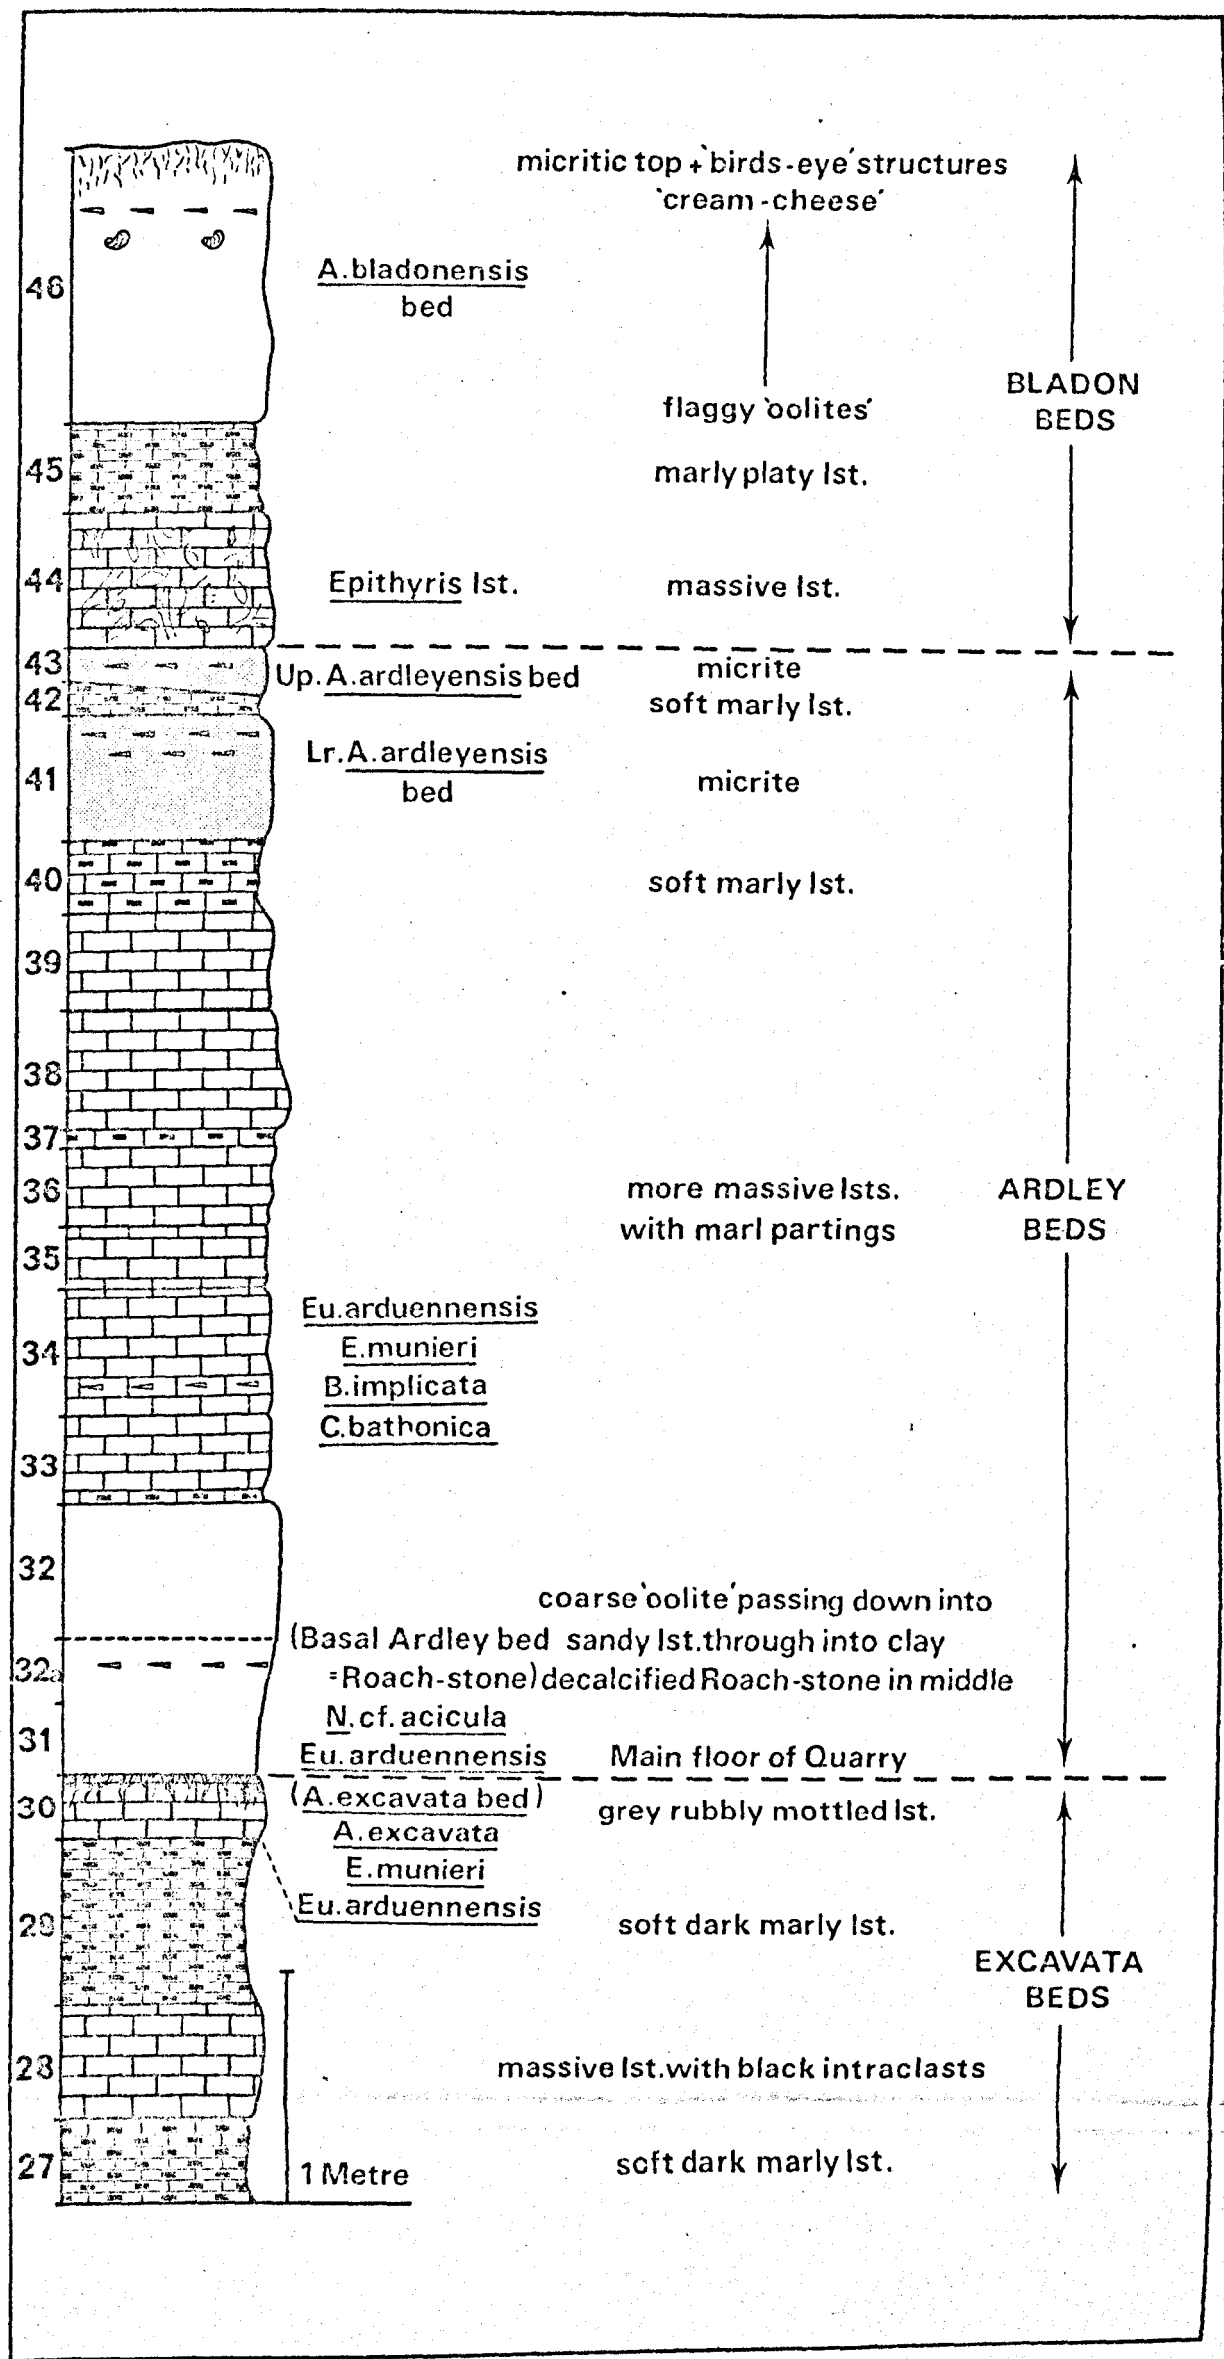 micritic top + 'birds-eye' structures
'cream-cheese'
46
A.bladonensis
bed
flaggy 'oolites'
BLADON
BEDS
45
marly platy lst.
44
Epithyris lst.
massive lst.
43
Up. A.ardleyensis bed
micrite
42
soft marly lst.
Lr. A.ardleyensis
bed
41
micrite
40
soft marly lst.
39
38
37
36
more massive lsts.
with marl partings
ARDLEY
BEDS
35
Eu.arduennensis
34
E.munieri
B.implicata
C.bathonica
33
32
coarse 'oolite' passing down into
(Basal Ardley bed sandy lst. through into clay
32a
=Roach-stone) decalcified Roach-stone in middle
N.cf. acicula
31
Eu.arduennensis
Main floor of Quarry
30
(A.excavata bed)
grey rubbly mottled lst.
A.excavata
E.munieri
Eu.arduennensis
29
soft dark marly lst.
EXCAVATA
BEDS
28
massive lst. with black intraclasts
27
soft dark marly lst.
1 Metre